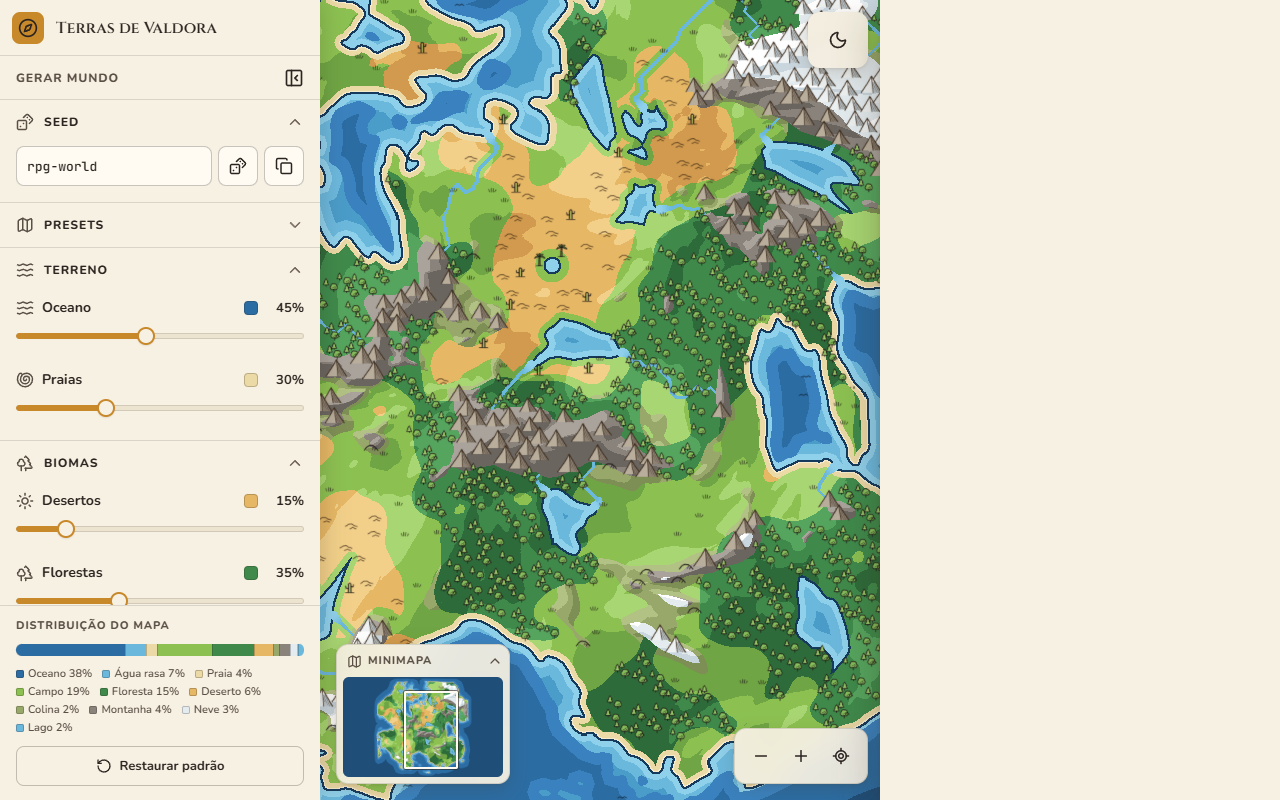 Terras de Valdora
GERAR MUNDO
SEED
rpg-world
PRESETS
TERRENO
Oceano 45%
Praias 30%
BIOMAS
Desertos 15%
Florestas 35%
DISTRIBUIÇÃO DO MAPA
Oceano 38% Água rasa 7% Praia 4%
Campo 19% Floresta 15% Deserto 6%
Colina 2% Montanha 4% Neve 3%
Lago 2%
Restaurar padrão
MINIMAPA